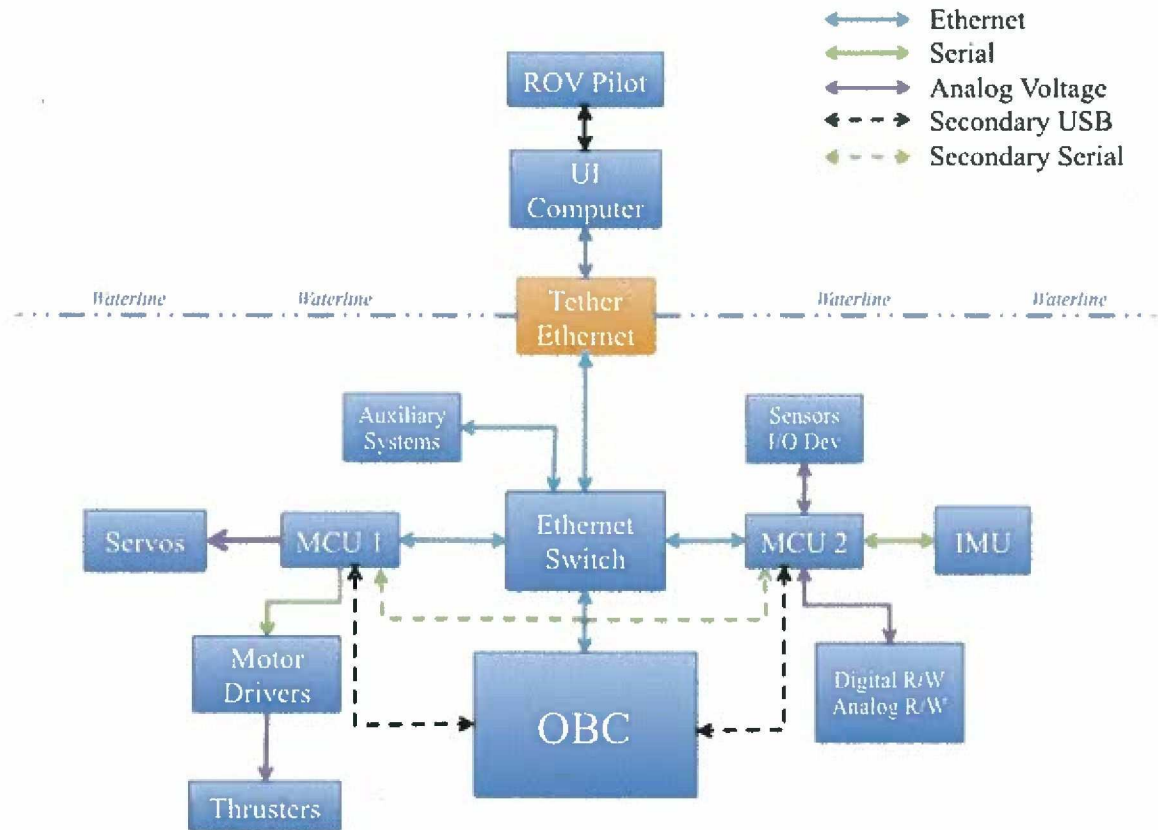 Ethernet
Serial
Analog Voltage
Secondary USB
Secondary Serial
ROV Pilot
UI
Computer
Waterline
Waterline
Tether
Ethernet
Waterline
Waterline
Auxiliary
Systems
Sensors
I/O Dev
Servos
MCU 1
Ethernet
Switch
MCU 2
IMU
Motor
Drivers
OBC
Digital R/W
Analog R/W
Thrusters